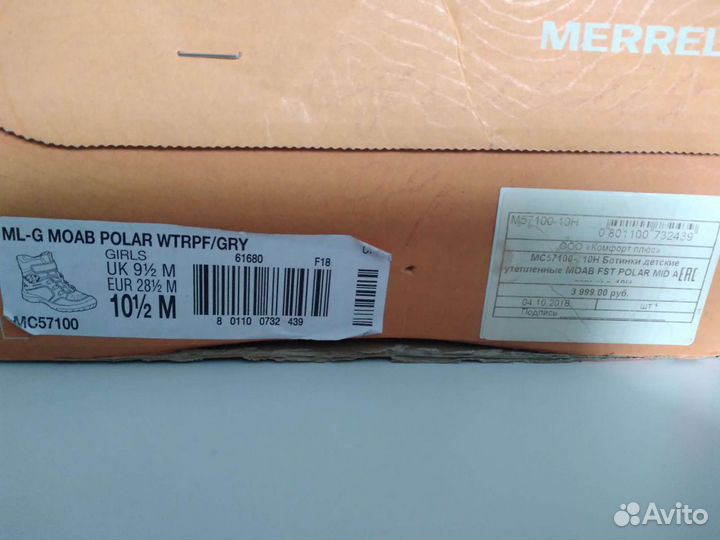 MERREL
ML-G MOAB POLAR WTRPF/GRY
GIRLS
UK 9½ M
EUR 28½ M
10½ M
MC57100
61680
F18
8 0110 0732 439
M57100-10H
0 801100 732439
ООО «Комфорт плюс»
MC57100-, 10H Ботинки детские
утепленные MOAB FST POLAR MID A
ЕАС
3 999.00 руб.
04.10.2018
шт
Подпись
Avito